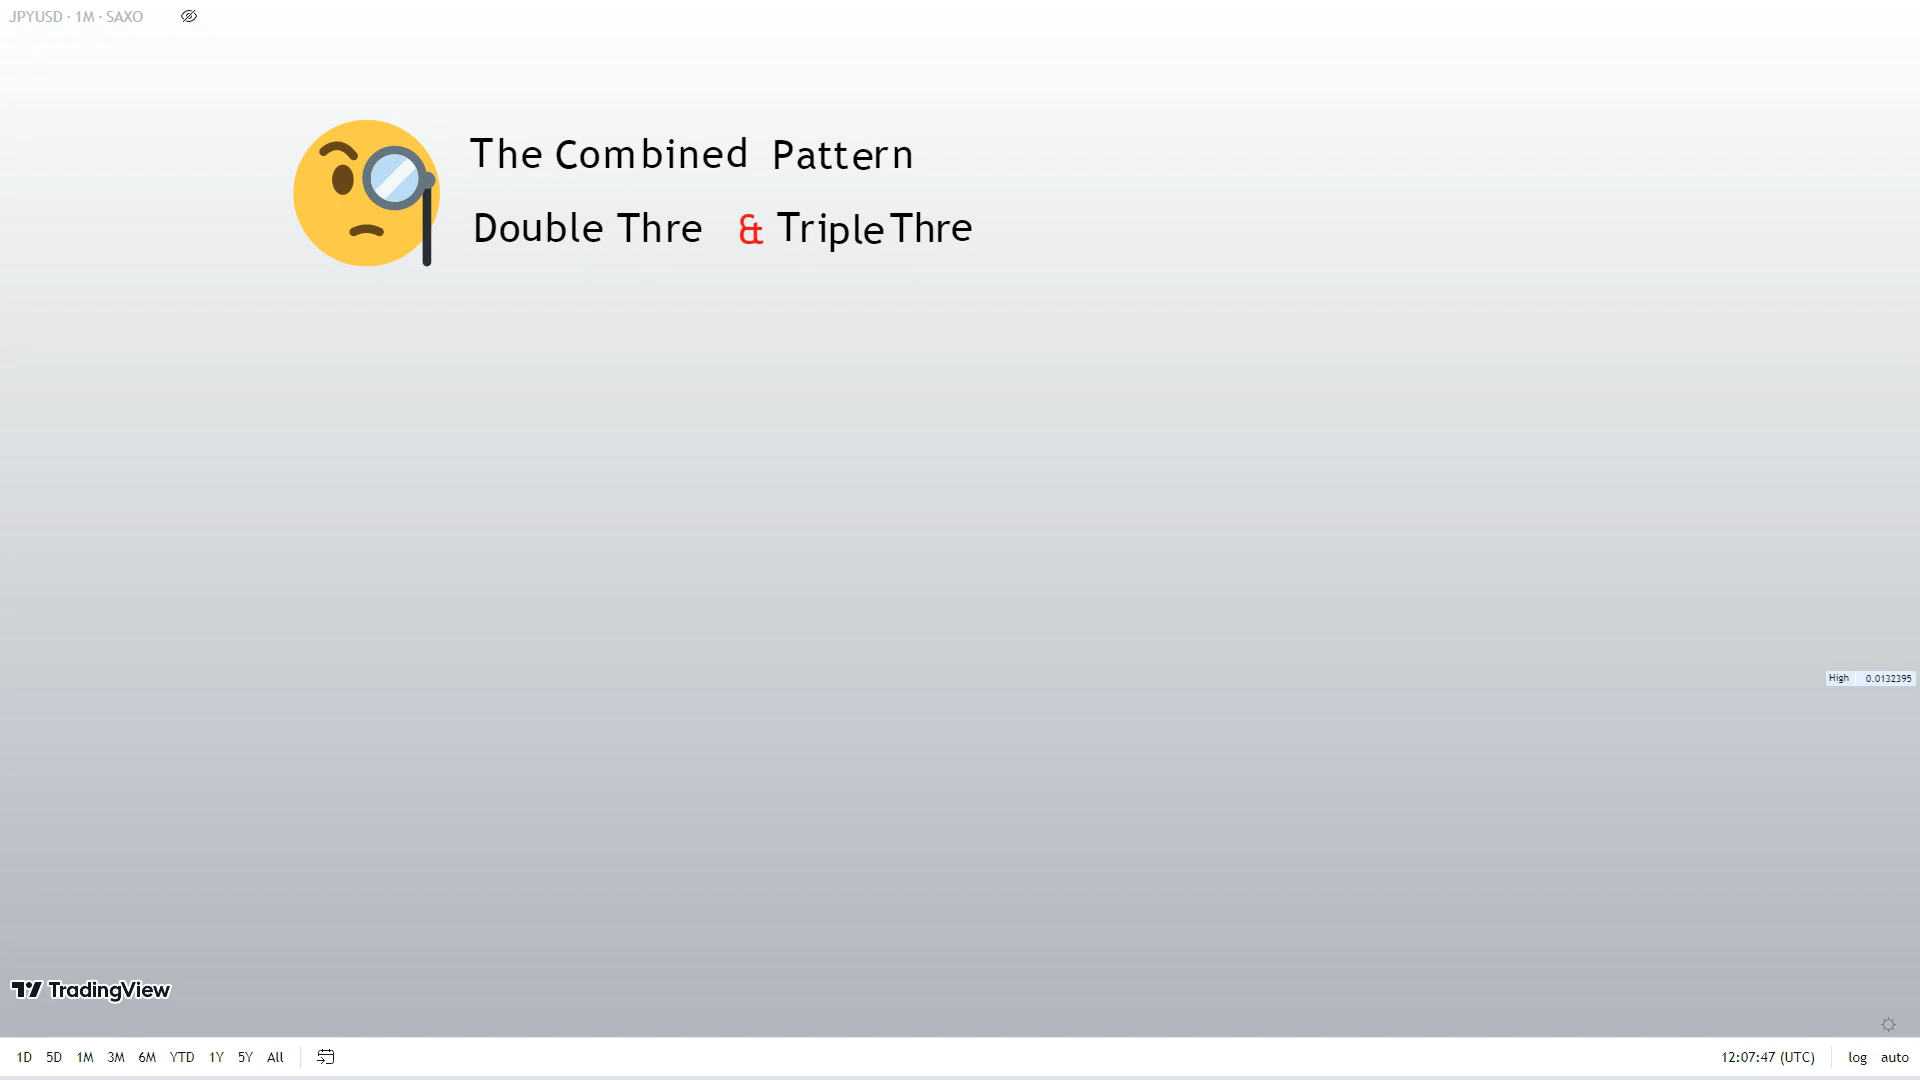 JPYUSD · 1M · SAXO
The Combined Pattern
Double Thre & Triple Thre
High 0.0132395
TradingView
1D 5D 1M 3M 6M YTD 1Y 5Y All 12:07:47 (UTC) log auto